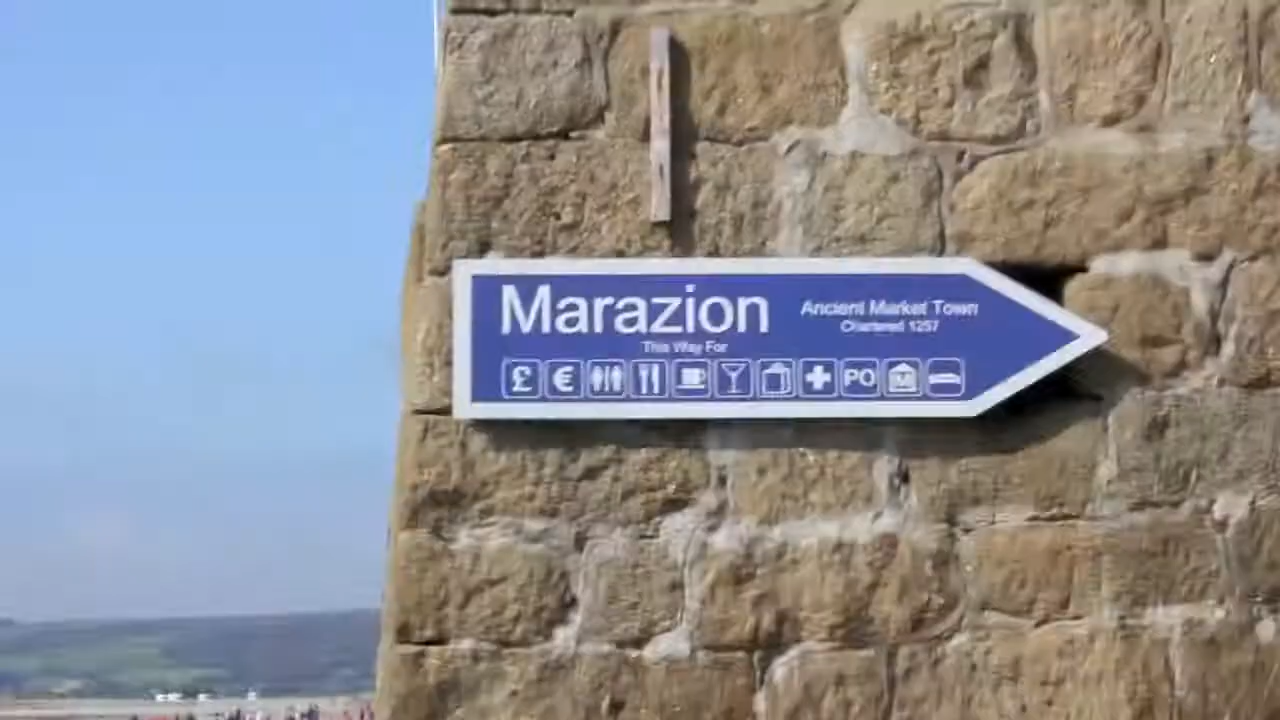 Marazion
Ancient Market Town
Chartered 1257
This Way For
£ € PO M